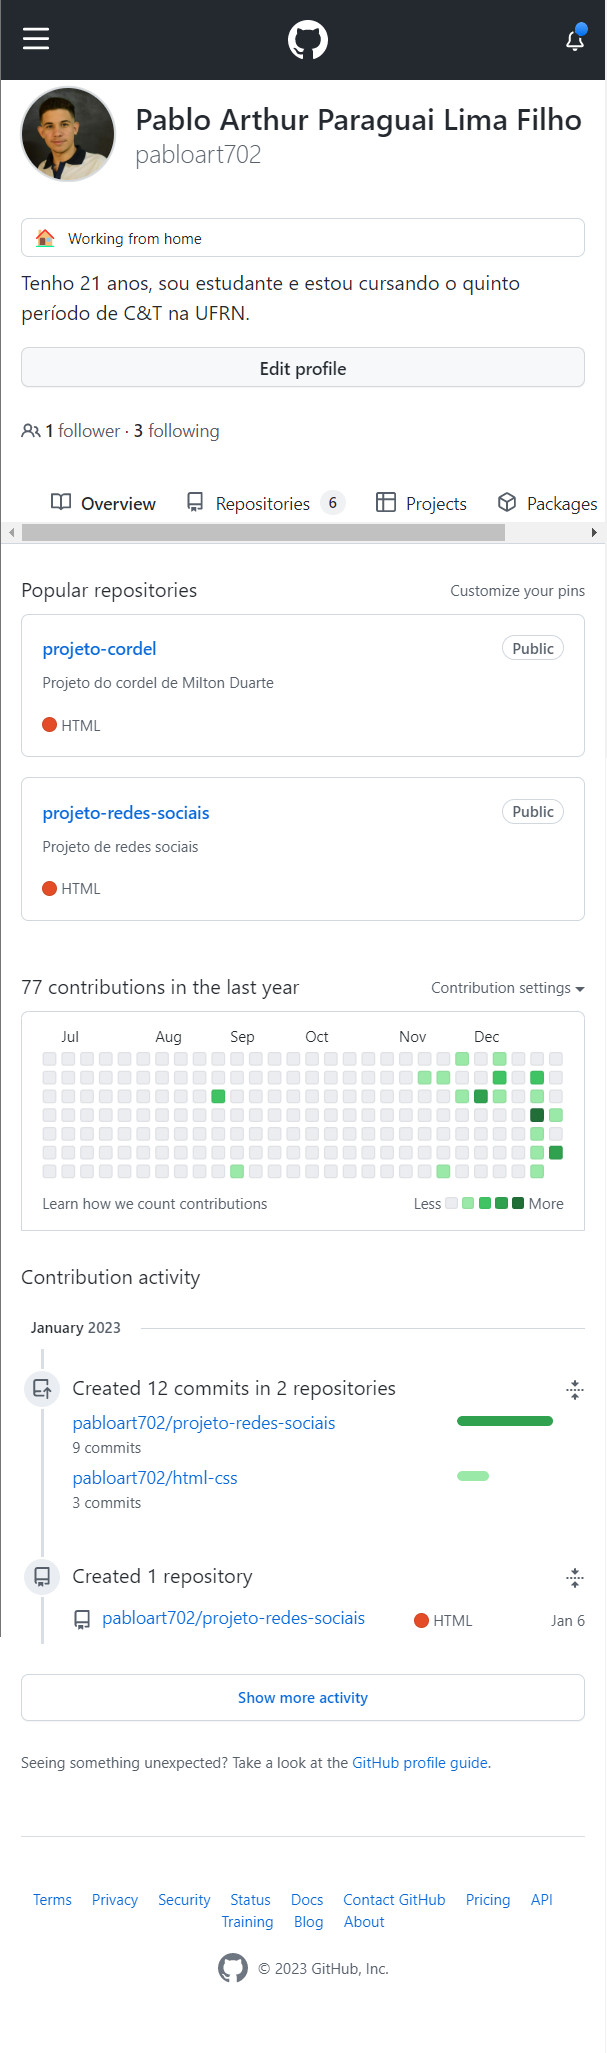 Pablo Arthur Paraguai Lima Filho
pabloart702
Working from home
Tenho 21 anos, sou estudante e estou cursando o quinto
período de C&T na UFRN.
Edit profile
1 follower · 3 following
Overview Repositories 6 Projects Packages
Popular repositories Customize your pins
projeto-cordel Public
Projeto do cordel de Milton Duarte
HTML
projeto-redes-sociais Public
Projeto de redes sociais
HTML
77 contributions in the last year Contribution settings
Jul Aug Sep Oct Nov Dec
Learn how we count contributions Less More
Contribution activity
January 2023
Created 12 commits in 2 repositories
pabloart702/projeto-redes-sociais
9 commits
pabloart702/html-css
3 commits
Created 1 repository
pabloart702/projeto-redes-sociais HTML Jan 6
Show more activity
Seeing something unexpected? Take a look at the GitHub profile guide.
Terms Privacy Security Status Docs Contact GitHub Pricing API
Training Blog About
© 2023 GitHub, Inc.